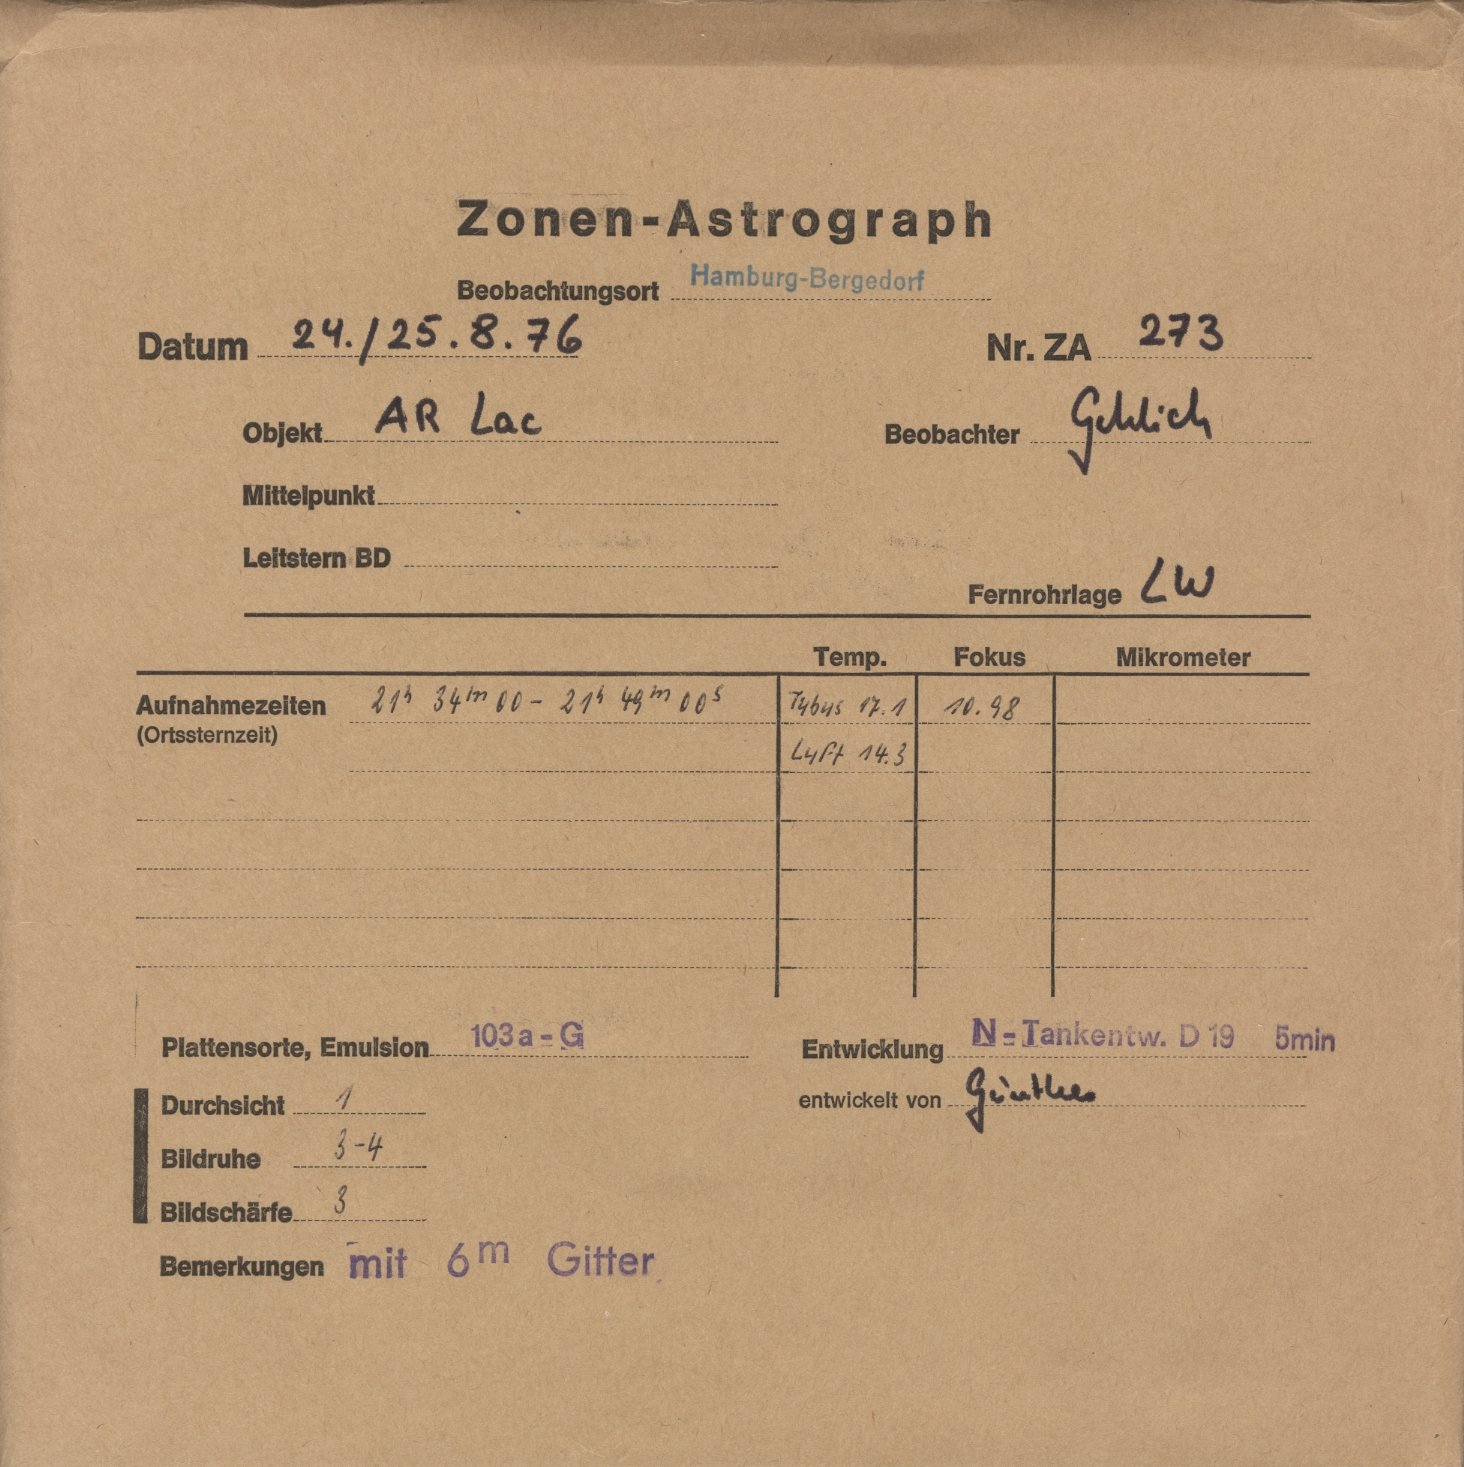 Zonen-Astrograph
Beobachtungsort Hamburg-Bergedorf
Datum 24./25.8.76 Nr. ZA 273
Objekt AR Lac Beobachter
Mittelpunkt
Leitstern BD
Fernrohrlage LW
Temp. Fokus Mikrometer
Aufnahmezeiten 21h 34m 00 - 21h 49m 00s Tubus 17.1 10.98
(Ortssternzeit)
Luft 14.3
Plattensorte, Emulsion 103a-G Entwicklung N-Tankentw. D 19 5min
Durchsicht 1 entwickelt von Günther
Bildruhe 3-4
Bildschärfe 3
Bemerkungen mit 6m Gitter